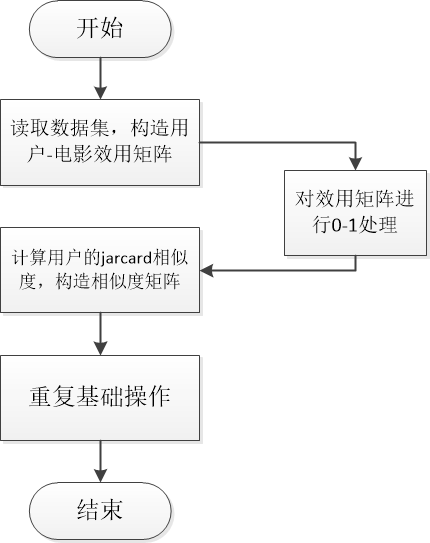 开始
读取数据集，构造用
户-电影效用矩阵
对效用矩阵进
行0-1处理
计算用户的jarcard相似
度，构造相似度矩阵
重复基础操作
结束